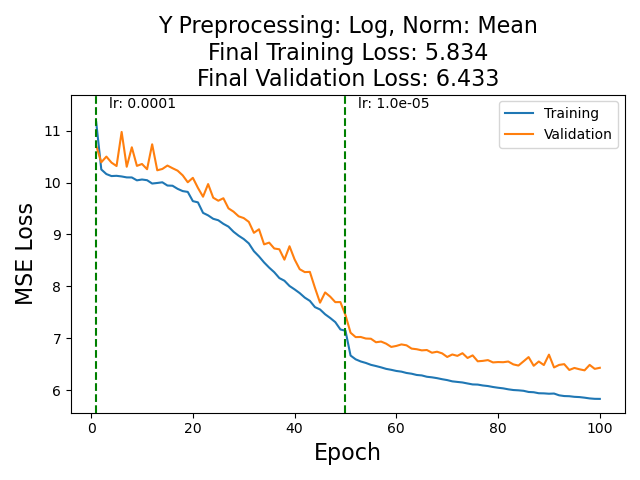 Y Preprocessing: Log, Norm: Mean
Final Training Loss: 5.834
Final Validation Loss: 6.433
lr: 0.0001
lr: 1.0e-05
Training
Validation
MSE Loss
11
10
9
8
7
6
0
20
40
60
80
100
Epoch